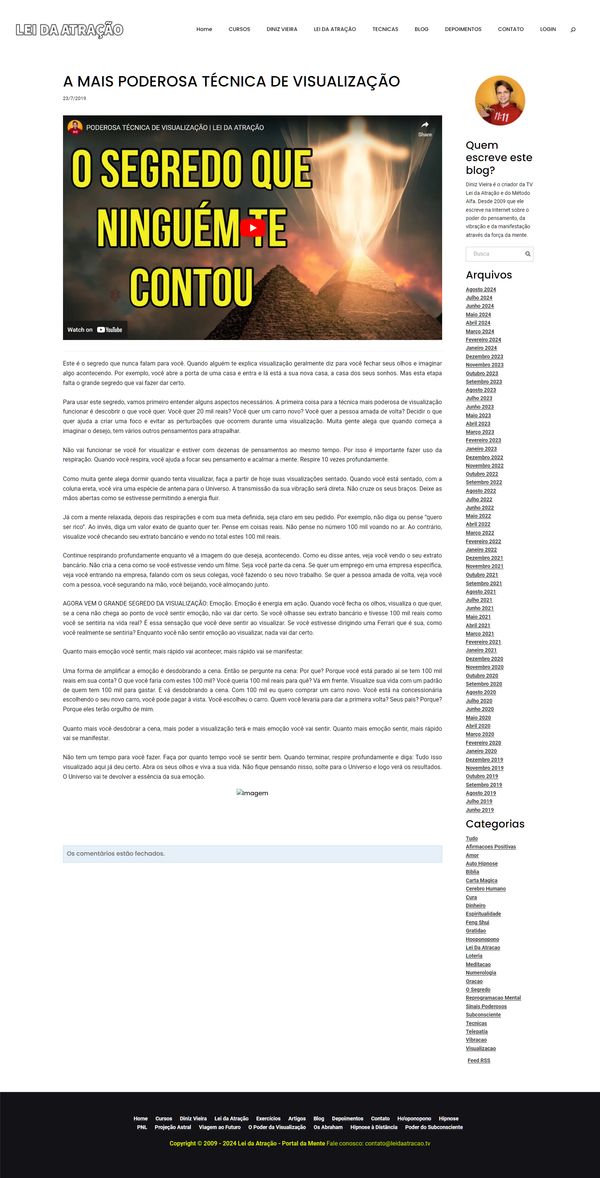 LEI DA ATRAÇÃO
Home CURSOS DINIZ VIEIRA LEI DA ATRAÇÃO TECNICAS BLOG DEPOIMENTOS CONTATO LOGIN
A MAIS PODEROSA TÉCNICA DE VISUALIZAÇÃO
23/7/2019
PODEROSA TÉCNICA DE VISUALIZAÇÃO | LEI DA ATRAÇÃO
Share
O SEGREDO QUE
NINGUÉM TE
CONTOU
Watch on YouTube
Este é o segredo que nunca falam para você. Quando alguém te explica visualização geralmente diz para você fechar seus olhos e imaginar
algo acontecendo. Por exemplo, você abre a porta de uma casa e entra e lá está a sua nova casa, a casa dos seus sonhos. Mas esta etapa
falta o grande segredo que vai fazer dar certo.
Para usar este segredo, vamos primeiro entender alguns aspectos necessários. A primeira coisa para a técnica mais poderosa de visualização
funcionar é descobrir o que você quer. Você quer 20 mil reais? Você quer um carro novo? Você quer a pessoa amada de volta? Decidir o que
quer ajuda a criar uma foco e evitar as perturbações que ocorrem durante uma visualização. Muita gente alega que quando começa a
imaginar o desejo, tem vários outros pensamentos para atrapalhar.
Não vai funcionar se você for visualizar e estiver com dezenas de pensamentos ao mesmo tempo. Por isso é importante fazer uso da
respiração. Quando você respira, você ajuda a focar seu pensamento e acalmar a mente. Respire 10 vezes profundamente.
Como muita gente alega dormir quando tenta visualizar, faça a partir de hoje suas visualizações sentado. Quando você está sentado, com a
coluna ereta, você vira uma espécie de antena para o Universo. A transmissão da sua vibração será direta. Não cruze os seus braços. Deixe as
mãos abertas como se estivesse permitindo a energia fluir.
Já com a mente relaxada, depois das respirações e com sua meta definida, seja claro em seu pedido. Por exemplo, não diga ou pense “quero
ser rico”. Ao invés, diga um valor exato de quanto quer ter. Pense em coisas reais. Não pense no número 100 mil voando no ar. Ao contrário,
visualize você checando seu extrato bancário e vendo no total estes 100 mil reais.
Continue respirando profundamente enquanto vê a imagem do que deseja, acontecendo. Como eu disse antes, veja você vendo o seu extrato
bancário. Não cria a cena como se você estivesse vendo um filme. Seja você parte da cena. Se quer um emprego em uma empresa específica,
veja você entrando na empresa, falando com os seus colegas, você fazendo o seu novo trabalho. Se quer a pessoa amada de volta, veja você
com a pessoa, você segurando na mão, você beijando, você almoçando junto.
AGORA VEM O GRANDE SEGREDO DA VISUALIZAÇÃO: Emoção. Emoção é energia em ação. Quando você fecha os olhos, visualiza o que quer,
se a cena não chega ao ponto de você sentir emoção, não vai dar certo. Se você olhasse seu extrato bancário e tivesse 100 mil reais como
você se sentiria na vida real? É essa sensação que você deve sentir ao visualizar. Se você estivesse dirigindo uma Ferrari que é sua, como
você realmente se sentiria? Enquanto você não sentir emoção ao visualizar, nada vai dar certo.
Quanto mais emoção você sentir, mais rápido vai acontecer, mais rápido vai se manifestar.
Uma forma de amplificar a emoção é desdobrando a cena. Então se pergunte na cena: Por que? Porque você está parado aí se tem 100 mil
reais em sua conta? O que você faria com estes 100 mil? Você queria 100 mil reais para quê? Vá em frente. Visualize sua vida com um padrão
de quem tem 100 mil para gastar. E vá desdobrando a cena. Com 100 mil eu quero comprar um carro novo. Você está na concessionária
escolhendo o seu novo carro, você pode pagar à vista. Você escolheu o carro. Quem você levaria para dar a primeira volta? Seus pais? Porque?
Porque eles terão orgulho de mim.
Quanto mais você desdobrar a cena, mais poder a visualização terá e mais emoção você vai sentir. Quanto mais emoção sentir, mais rápido
vai se manifestar.
Não tem um tempo para você fazer. Faça por quanto tempo você se sentir bem. Quando terminar, respire profundamente e diga: Tudo isso
visualizado aqui já deu certo. Abra os seus olhos e viva a sua vida. Não fique pensando nisso, solte para o Universo e logo verá os resultados.
O Universo vai te devolver a essência da sua emoção.
Imagem
Os comentários estão fechados.
11:11
Quem
escreve este
blog?
Diniz Vieira é o criador da TV
Lei da Atração e do Método
Alfa. Desde 2009 que ele
escreve na Internet sobre o
poder do pensamento, da
vibração e da manifestação
através da força da mente.
Busca
Arquivos
Agosto 2024
Julho 2024
Junho 2024
Maio 2024
Abril 2024
Março 2024
Fevereiro 2024
Janeiro 2024
Dezembro 2023
Novembro 2023
Outubro 2023
Setembro 2023
Agosto 2023
Julho 2023
Junho 2023
Maio 2023
Abril 2023
Março 2023
Fevereiro 2023
Janeiro 2023
Dezembro 2022
Novembro 2022
Outubro 2022
Setembro 2022
Agosto 2022
Julho 2022
Junho 2022
Maio 2022
Abril 2022
Março 2022
Fevereiro 2022
Janeiro 2022
Dezembro 2021
Novembro 2021
Outubro 2021
Setembro 2021
Agosto 2021
Julho 2021
Junho 2021
Maio 2021
Abril 2021
Março 2021
Fevereiro 2021
Janeiro 2021
Dezembro 2020
Novembro 2020
Outubro 2020
Setembro 2020
Agosto 2020
Julho 2020
Junho 2020
Maio 2020
Abril 2020
Março 2020
Fevereiro 2020
Janeiro 2020
Dezembro 2019
Novembro 2019
Outubro 2019
Setembro 2019
Agosto 2019
Julho 2019
Junho 2019
Categorias
Tudo
Afirmacoes Positivas
Amor
Auto Hipnose
Biblia
Carta Magica
Cerebro Humano
Cura
Dinheiro
Espiritualidade
Feng Shui
Gratidao
Hooponopono
Lei Da Atracao
Loteria
Meditacao
Numerologia
Oracao
O Segredo
Reprogramacao Mental
Sinais Poderosos
Subconsciente
Tecnicas
Telepatia
Vibracao
Visualizacao
Feed RSS
Home Cursos Diniz Vieira Lei da Atração Exercícios Artigos Blog Depoimentos Contato Ho'oponopono Hipnose
PNL Projeção Astral Viagem ao Futuro O Poder da Visualização Os Abraham Hipnose à Distância Poder do Subconsciente
Copyright © 2009 - 2024 Lei da Atração - Portal da Mente Fale conosco: contato@leidaatracao.tv